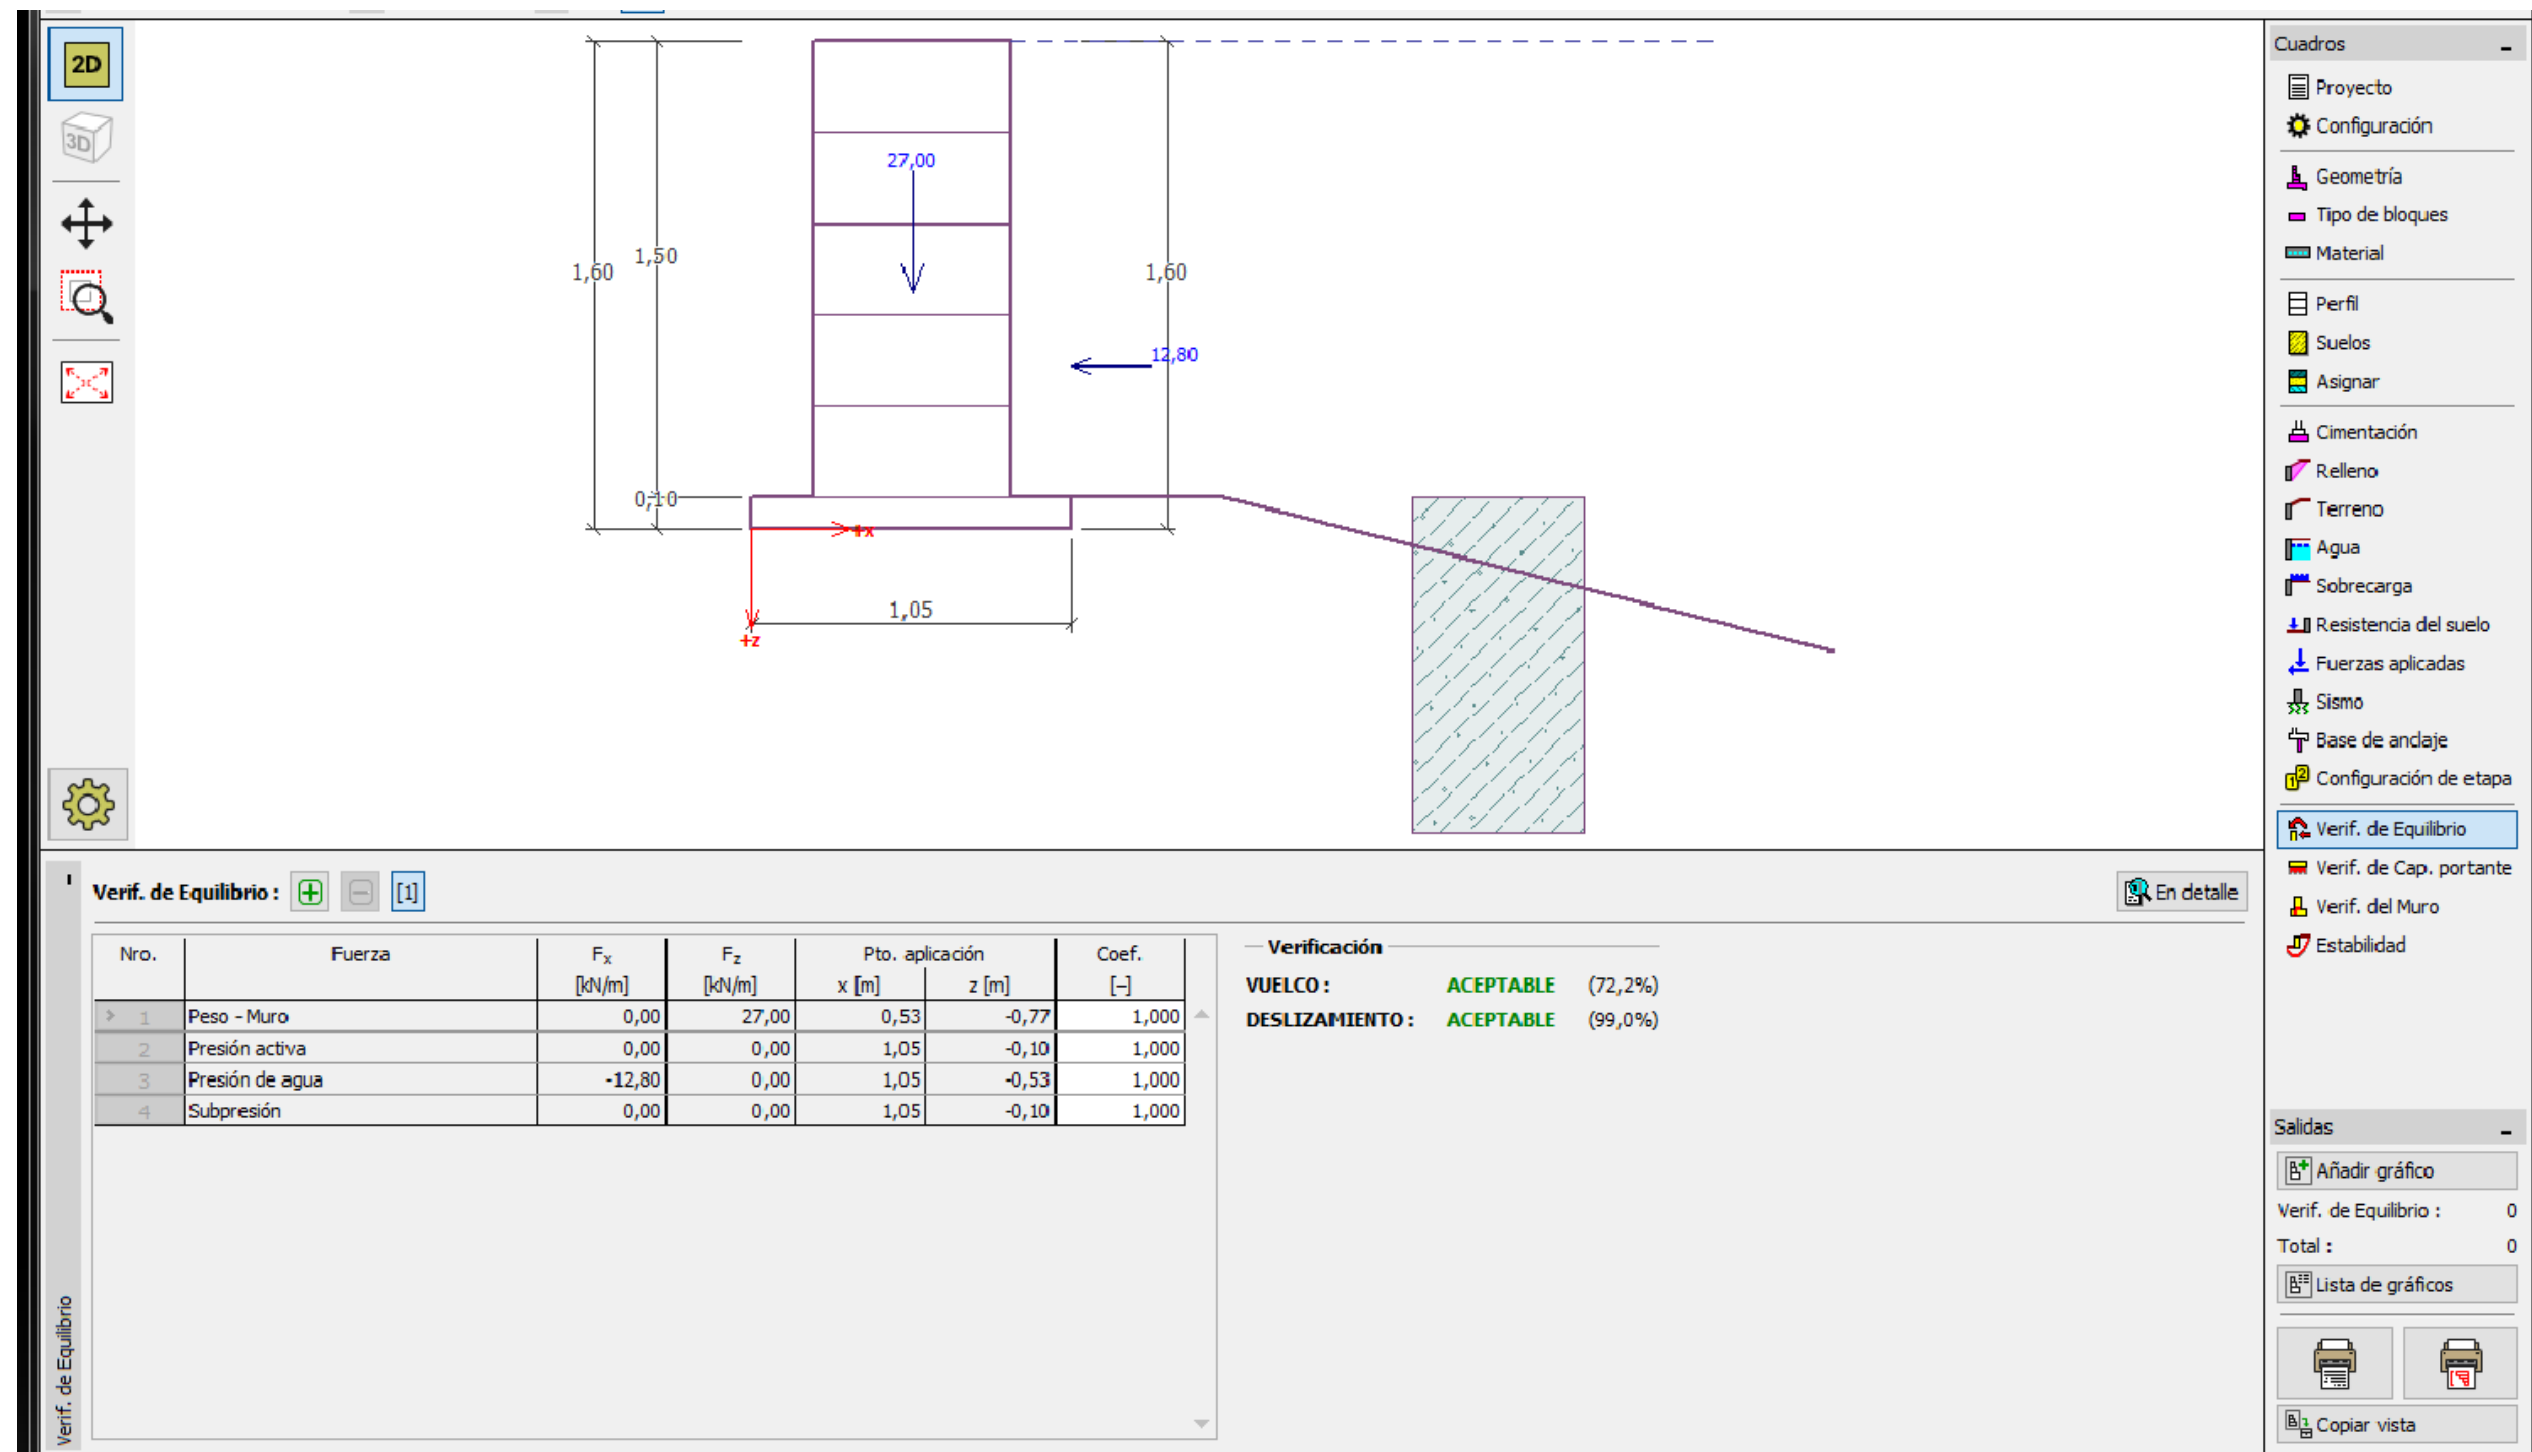 2D
3D
27,00
1,60
1,50
1,60
12,80
0,10
+x
1,05
+z
Verif. de Equilibrio :
[1]
En detalle
Nro. Fuerza Fx Fz Pto. aplicación Coef.
[kN/m] [kN/m] x [m] z [m] [–]
1 Peso - Muro 0,00 27,00 0,53 -0,77 1,000
2 Presión activa 0,00 0,00 1,05 -0,10 1,000
3 Presión de agua -12,80 0,00 1,05 -0,53 1,000
4 Subpresión 0,00 0,00 1,05 -0,10 1,000
Verificación
VUELCO : ACEPTABLE (72,2%)
DESLIZAMIENTO : ACEPTABLE (99,0%)
Verif. de Equilibrio
Cuadros
Proyecto
Configuración
Geometría
Tipo de bloques
Material
Perfil
Suelos
Asignar
Cimentación
Relleno
Terreno
Agua
Sobrecarga
Resistencia del suelo
Fuerzas aplicadas
Sismo
Base de anclaje
Configuración de etapa
Verif. de Equilibrio
Verif. de Cap. portante
Verif. del Muro
Estabilidad
Salidas
Añadir gráfico
Verif. de Equilibrio : 0
Total : 0
Lista de gráficos
Copiar vista